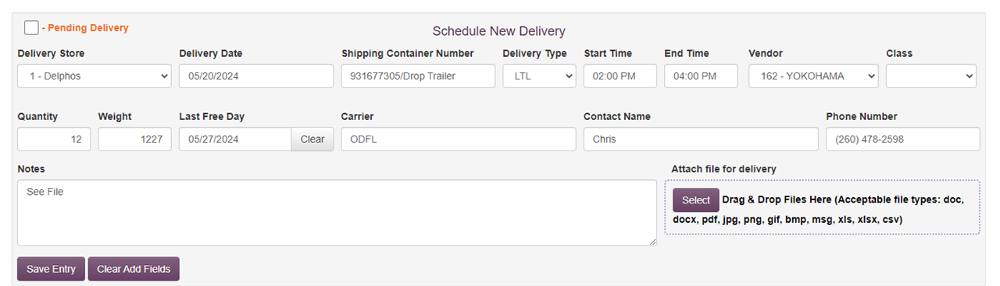 - Pending Delivery
Schedule New Delivery
Delivery Store Delivery Date Shipping Container Number Delivery Type Start Time End Time Vendor Class
1 - Delphos 05/20/2024 931677305/Drop Trailer LTL 02:00 PM 04:00 PM 162 - YOKOHAMA
Quantity Weight Last Free Day Carrier Contact Name Phone Number
12 1227 05/27/2024 Clear ODFL Chris (260) 478-2598
Notes Attach file for delivery
See File
Select Drag & Drop Files Here (Acceptable file types: doc,
docx, pdf, jpg, png, gif, bmp, msg, xls, xlsx, csv)
Save Entry Clear Add Fields